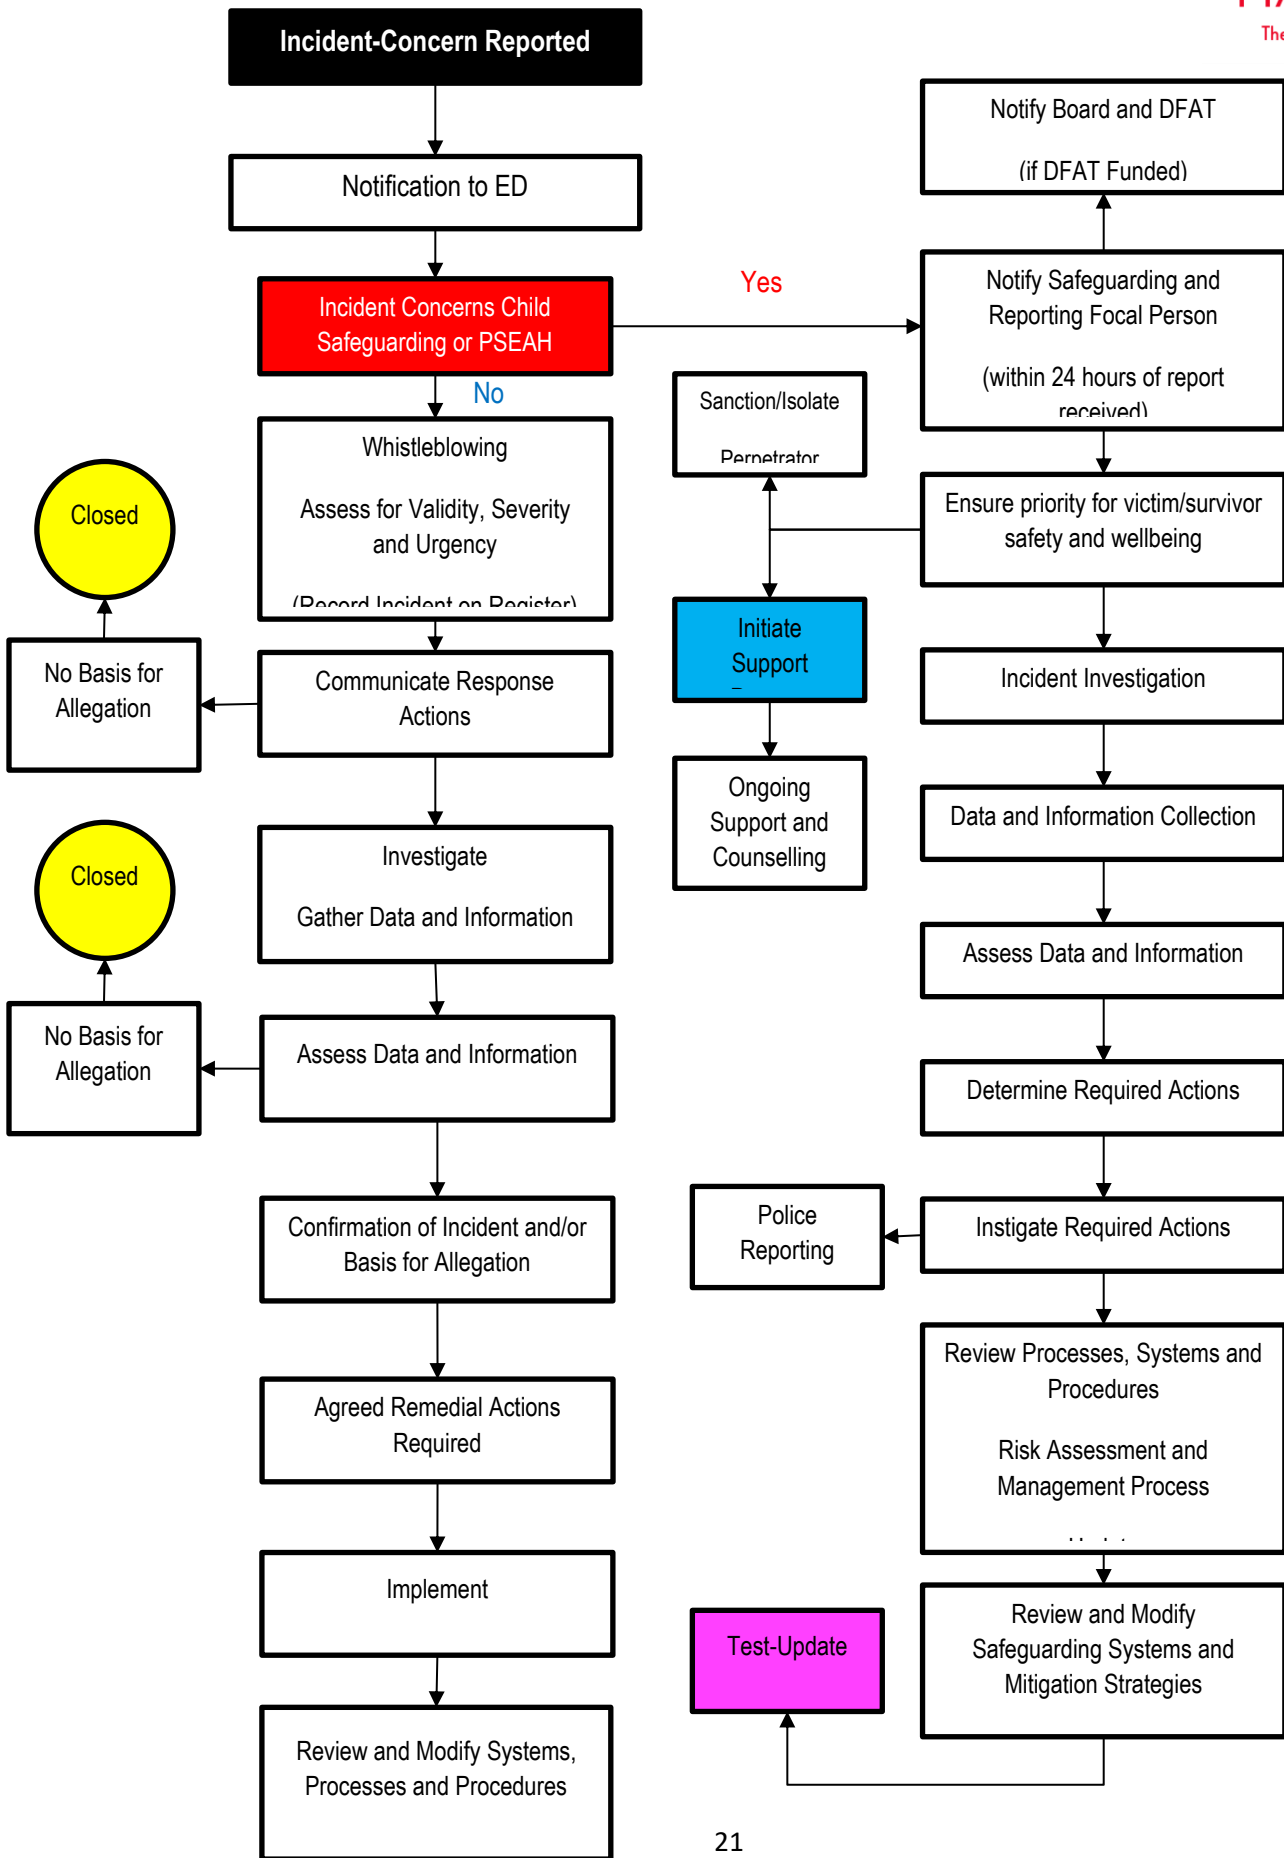 Incident-Concern Reported
The
Notification to ED
Incident Concerns Child
Safeguarding or PSEAH
Yes
No
Whistleblowing
Assess for Validity, Severity
and Urgency
(Record Incident on Register)
Closed
No Basis for
Allegation
Communicate Response
Actions
Investigate
Gather Data and Information
Closed
No Basis for
Allegation
Assess Data and Information
Confirmation of Incident and/or
Basis for Allegation
Agreed Remedial Actions
Required
Implement
Review and Modify Systems,
Processes and Procedures
Notify Board and DFAT
(if DFAT Funded)
Notify Safeguarding and
Reporting Focal Person
(within 24 hours of report
received)
Sanction/Isolate
Perpetrator
Ensure priority for victim/survivor
safety and wellbeing
Initiate
Support
Ongoing
Support and
Counselling
Incident Investigation
Data and Information Collection
Assess Data and Information
Determine Required Actions
Instigate Required Actions
Police
Reporting
Review Processes, Systems and
Procedures
Risk Assessment and
Management Process
Review and Modify
Safeguarding Systems and
Mitigation Strategies
Test-Update
21